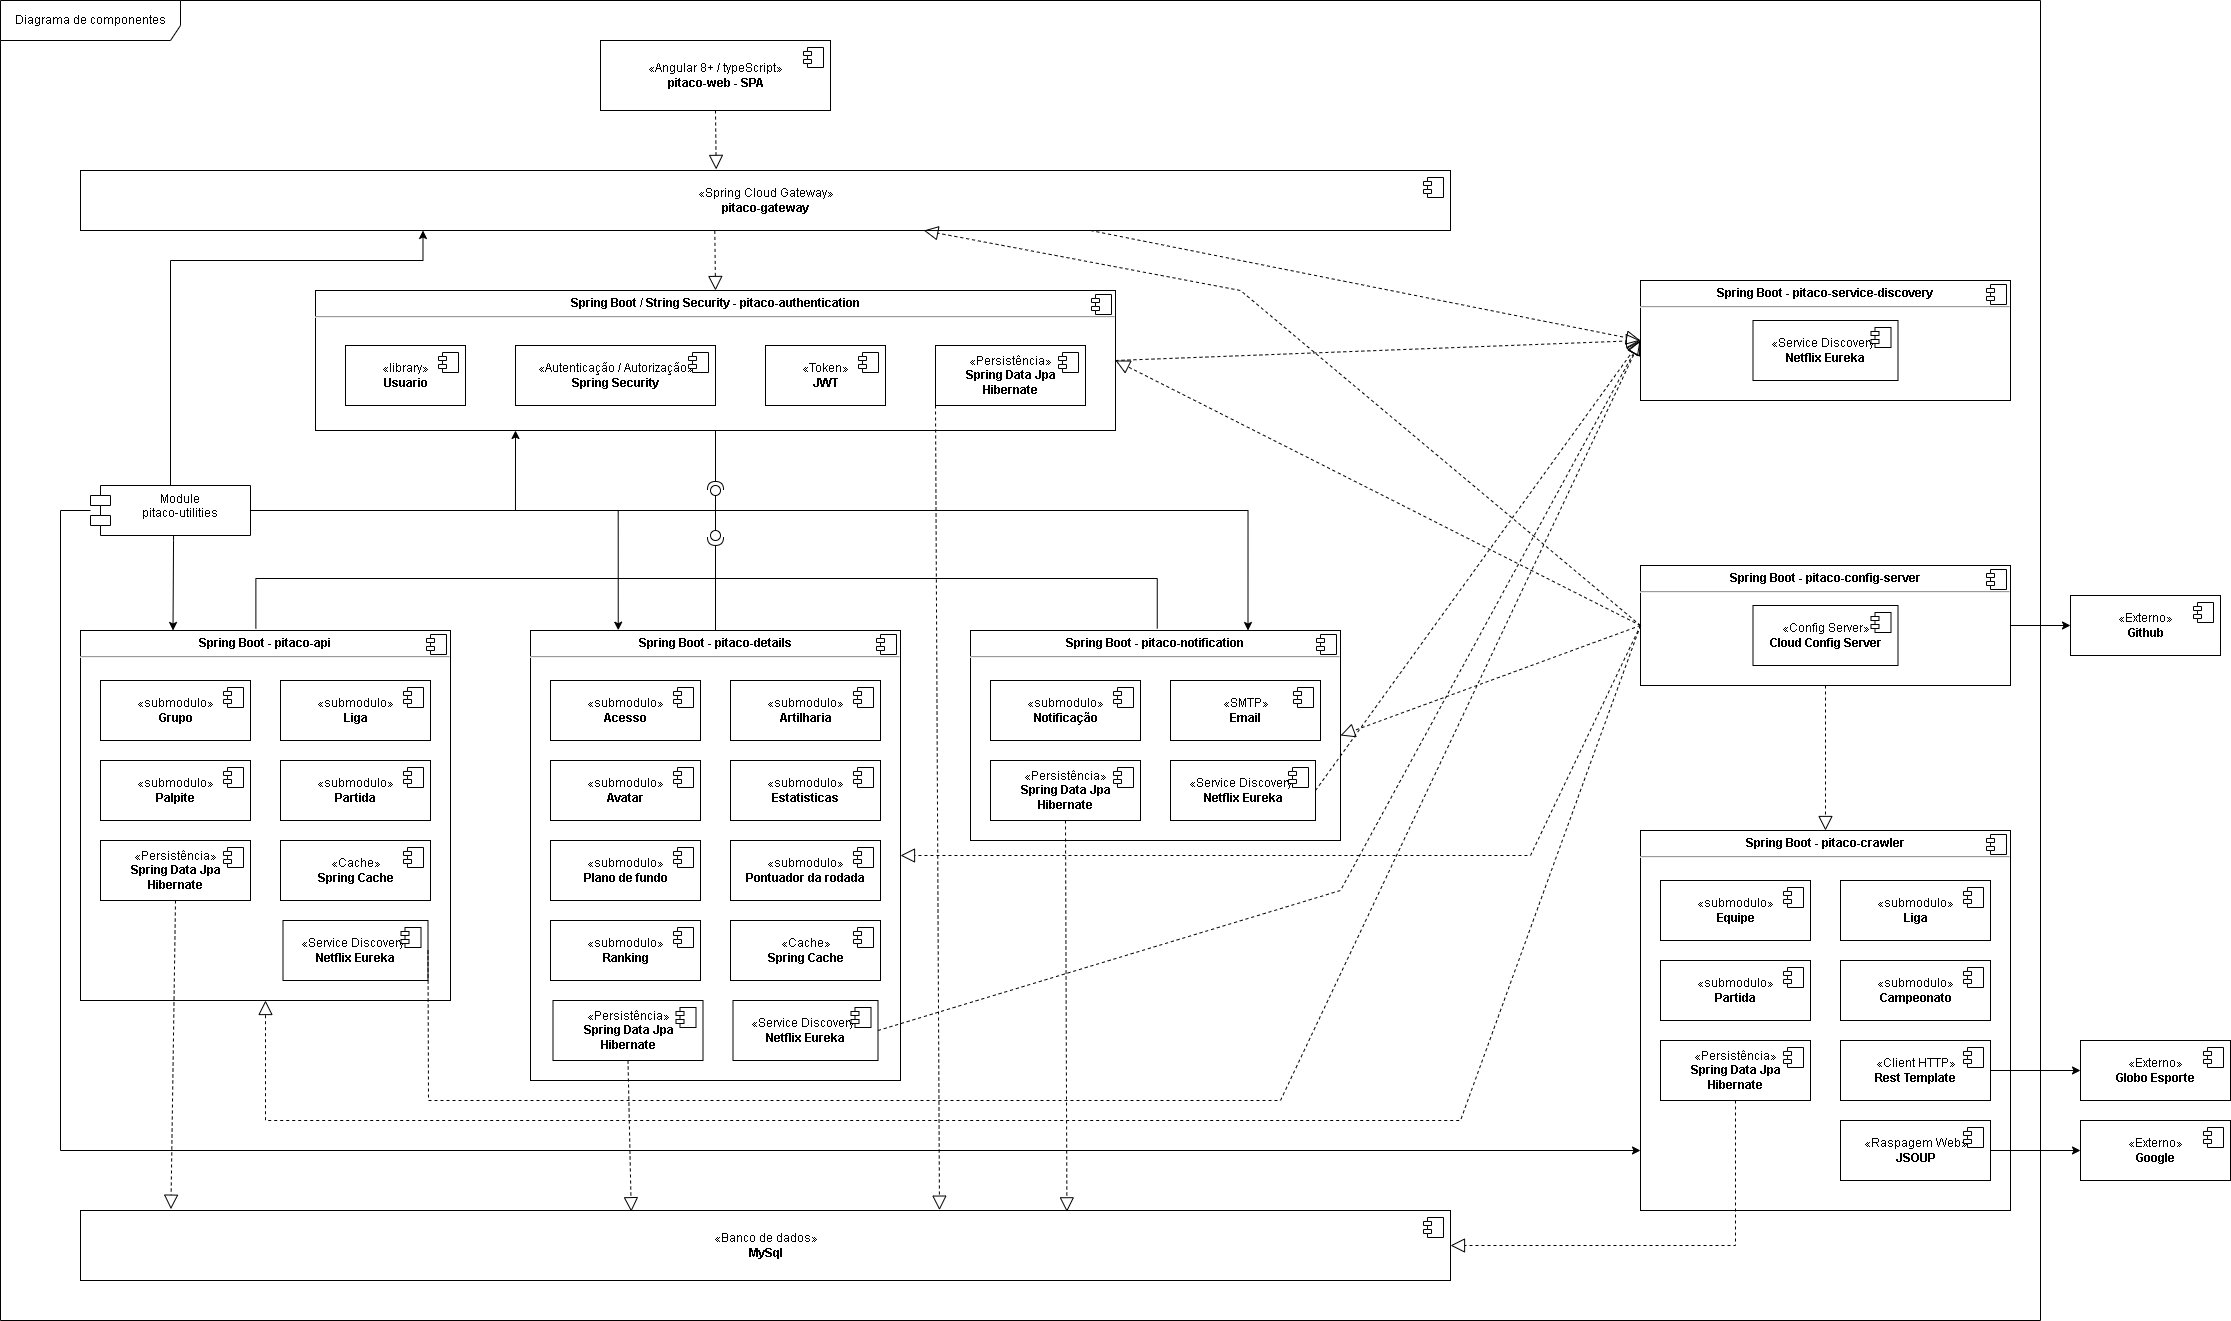 Diagrama de componentes
«Angular 8+ / typeScript»
pitaco-web - SPA
«Spring Cloud Gateway»
pitaco-gateway
Spring Boot / String Security - pitaco-authentication
«library»
Usuario
«Autenticação / Autorização»
Spring Security
«Token»
JWT
«Persistência»
Spring Data Jpa
Hibernate
Spring Boot - pitaco-service-discovery
«Service Discovery
Netflix Eureka
Module
pitaco-utilities
Spring Boot - pitaco-config-server
«Config Server»
Cloud Config Server
«Externo»
Github
Spring Boot - pitaco-api
«submodulo»
Grupo
«submodulo»
Liga
«submodulo»
Palpite
«submodulo»
Partida
«Persistência»
Spring Data Jpa
Hibernate
«Cache»
Spring Cache
«Service Discovery
Netflix Eureka
Spring Boot - pitaco-details
«submodulo»
Acesso
«submodulo»
Artilharia
«submodulo»
Avatar
«submodulo»
Estatisticas
«submodulo»
Plano de fundo
«submodulo»
Pontuador da rodada
«submodulo»
Ranking
«Cache»
Spring Cache
«Persistência»
Spring Data Jpa
Hibernate
«Service Discovery
Netflix Eureka
Spring Boot - pitaco-notification
«submodulo»
Notificação
«SMTP»
Email
«Persistência»
Spring Data Jpa
Hibernate
«Service Discovery
Netflix Eureka
Spring Boot - pitaco-crawler
«submodulo»
Equipe
«submodulo»
Liga
«submodulo»
Partida
«submodulo»
Campeonato
«Persistência»
Spring Data Jpa
Hibernate
«Client HTTP»
Rest Template
«Raspagem Web»
JSOUP
«Externo»
Globo Esporte
«Externo»
Google
«Banco de dados»
MySql